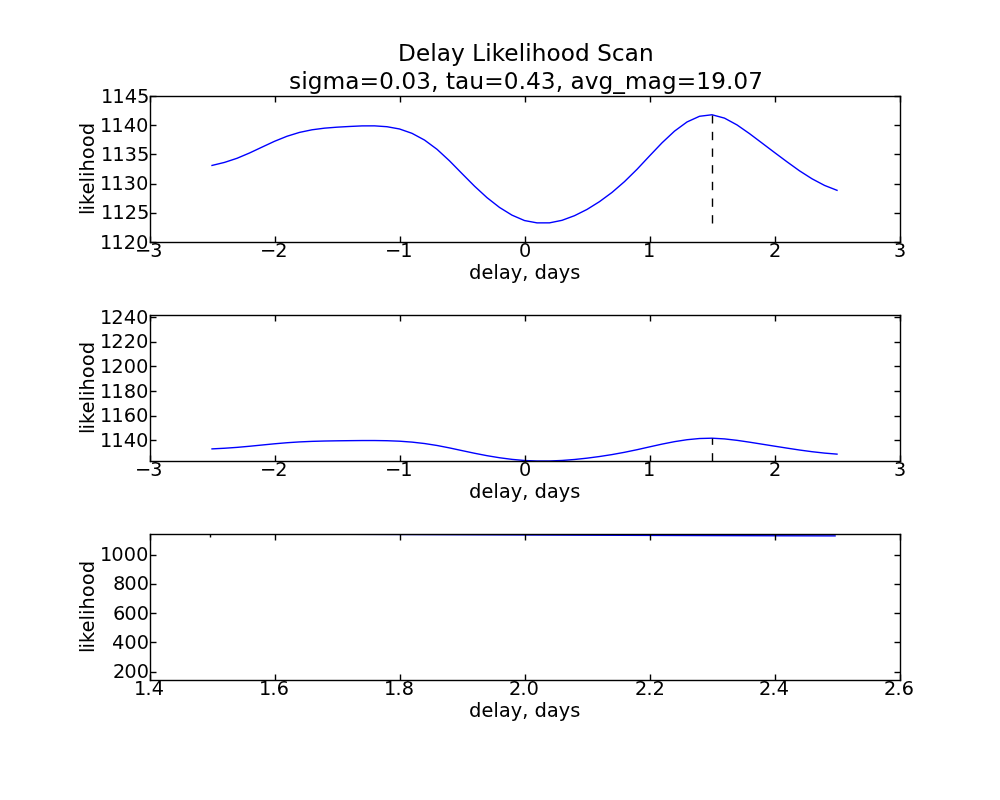 Delay Likelihood Scan
sigma=0.03, tau=0.43, avg_mag=19.07
1145
1140
1135
1130
1125
1120
likelihood
−3 −2 −1 0 1 2 3
delay, days
1240
1220
1200
1180
1160
1140
likelihood
−3 −2 −1 0 1 2 3
delay, days
1000
800
600
400
200
likelihood
1.4 1.6 1.8 2.0 2.2 2.4 2.6
delay, days